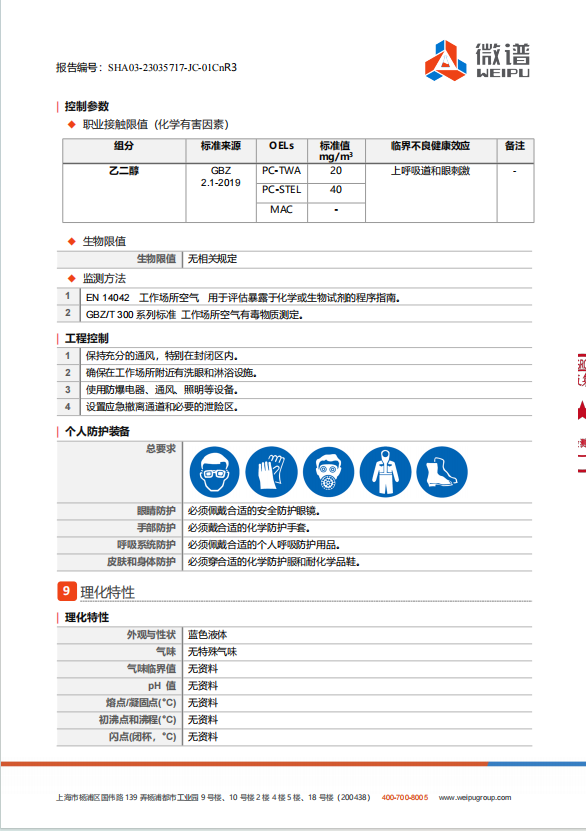 微谱
WEIPU
报告编号：SHA03-23035717-JC-01CnR3
控制参数
职业接触限值（化学有害因素）
组分 标准来源 OELs 标准值 mg/m³ 临界不良健康效应 备注
乙二醇 GBZ 2.1-2019 PC-TWA 20 上呼吸道和眼刺激 -
PC-STEL 40
MAC -
生物限值
生物限值 无相关规定
监测方法
1 EN 14042 工作场所空气 用于评估暴露于化学或生物试剂的程序指南。
2 GBZ/T 300 系列标准 工作场所空气有毒物质测定。
工程控制
1 保持充分的通风，特别在封闭区内。
2 确保在工作场所附近有洗眼和淋浴设施。
3 使用防爆电器、通风、照明等设备。
4 设置应急撤离通道和必要的泄险区。
个人防护装备
总要求
眼睛防护 必须佩戴合适的安全防护眼镜。
手部防护 必须戴合适的化学防护手套。
呼吸系统防护 必须佩戴合适的个人呼吸防护用品。
皮肤和身体防护 必须穿合适的化学防护服和耐化学品鞋。
9 理化特性
理化特性
外观与性状 蓝色液体
气味 无特殊气味
气味临界值 无资料
pH 值 无资料
熔点/凝固点(°C) 无资料
初沸点和沸程(°C) 无资料
闪点(闭杯，°C) 无资料
上海市杨浦区国伟路 139 弄杨浦都市工业园 9 号楼、10 号楼 2 楼 4 楼 5 楼、18 号楼（200438） 400-700-8005 www.weipugroup.com